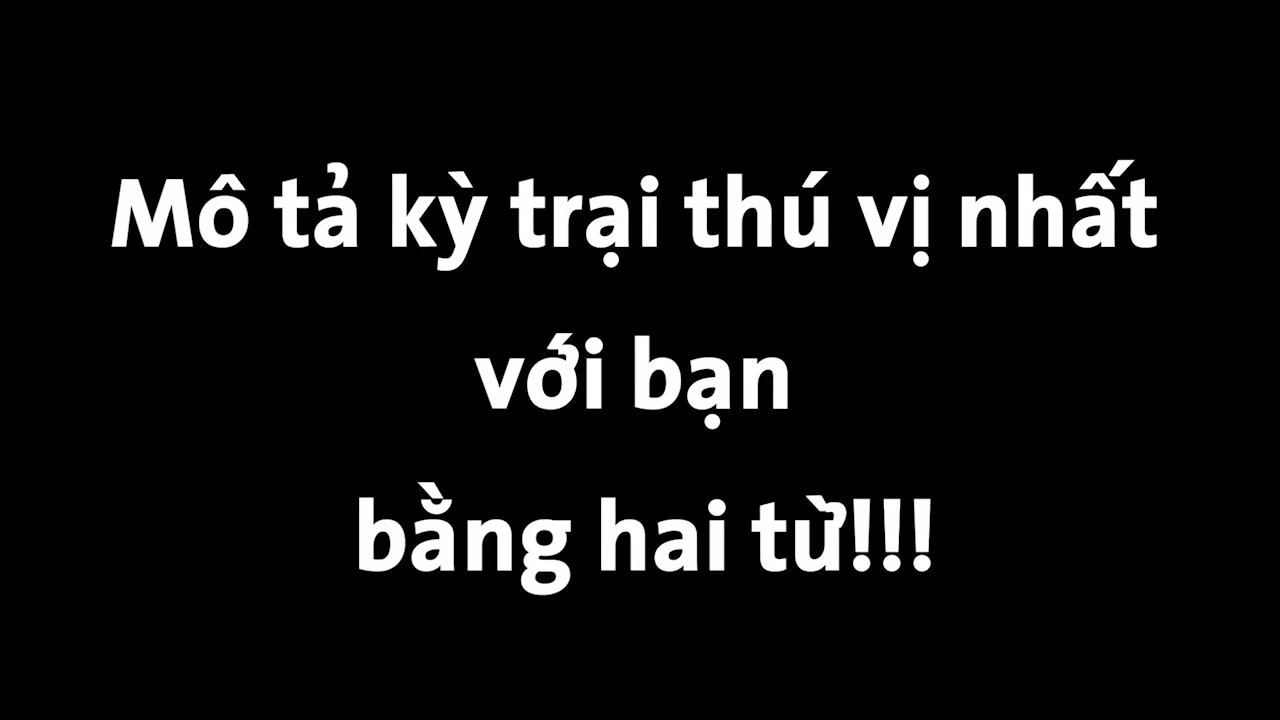 Mô tả kỳ trại thú vị nhất
với bạn
bằng hai từ!!!